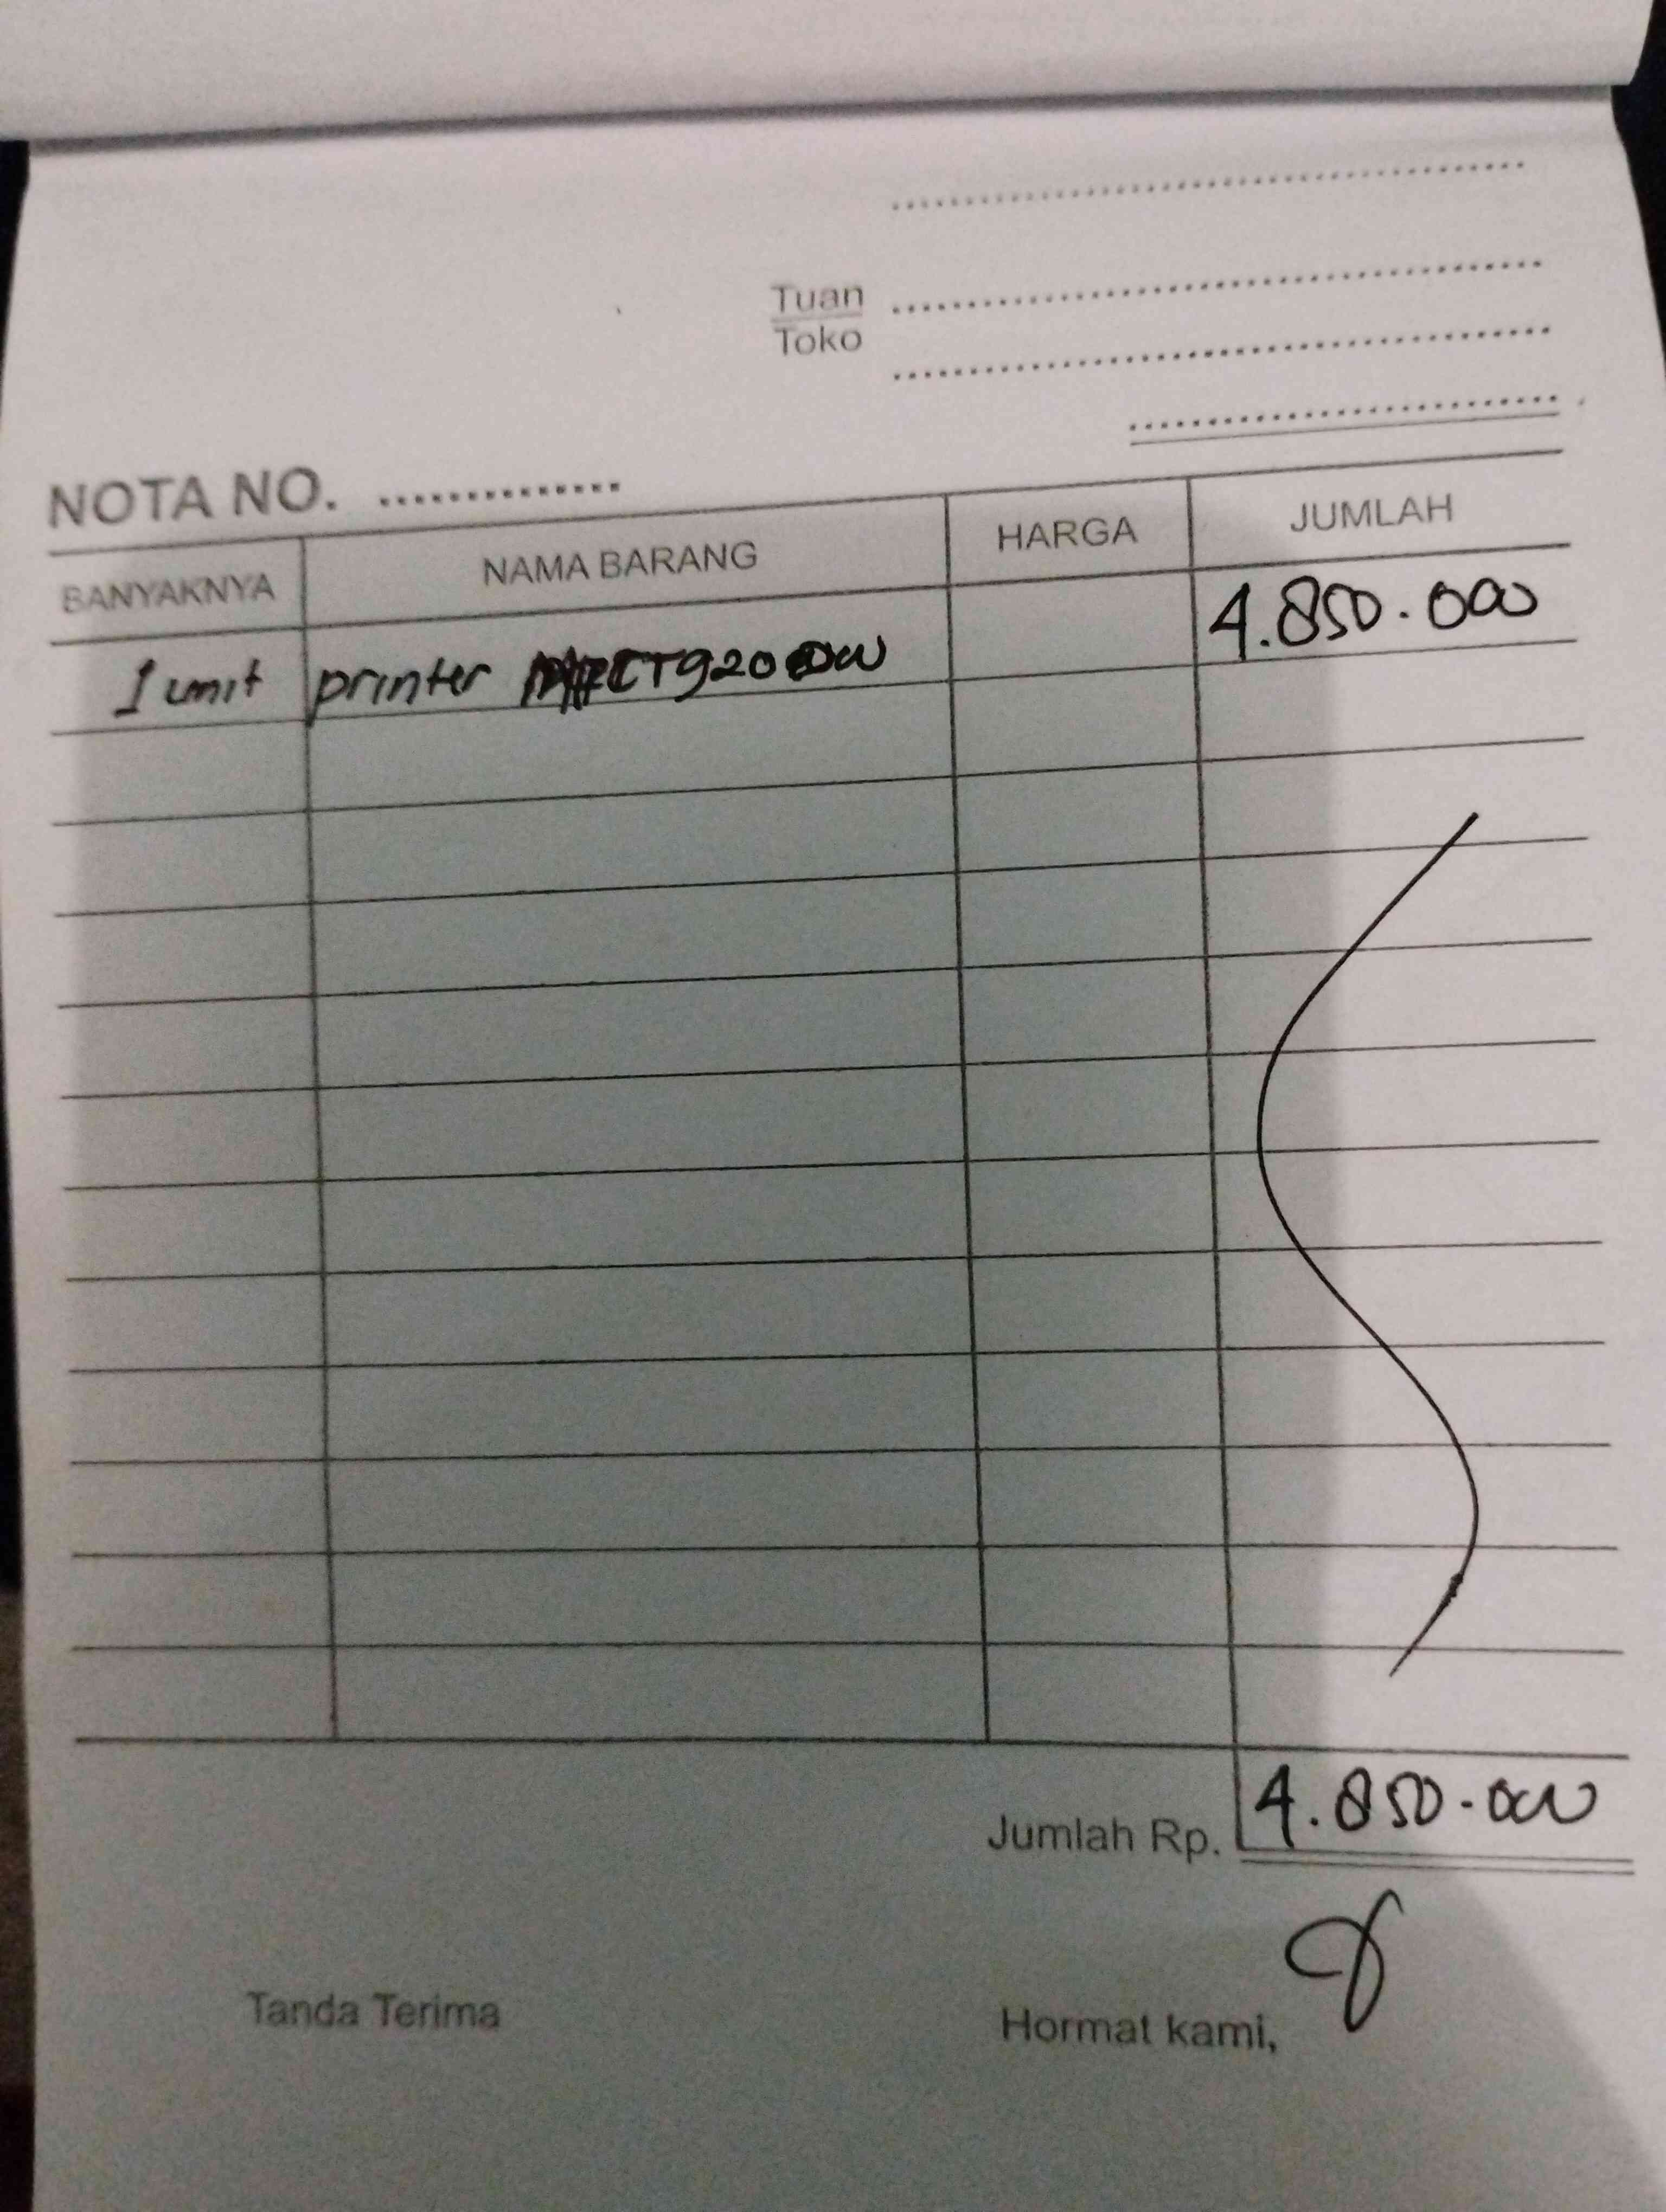 Tuan
Toko
NOTA NO. ..............
BANYAKNYA NAMA BARANG HARGA JUMLAH
1 unit printer T920DW 4.850.000
Jumlah Rp. 4.850.000
Tanda Terima Hormat kami,